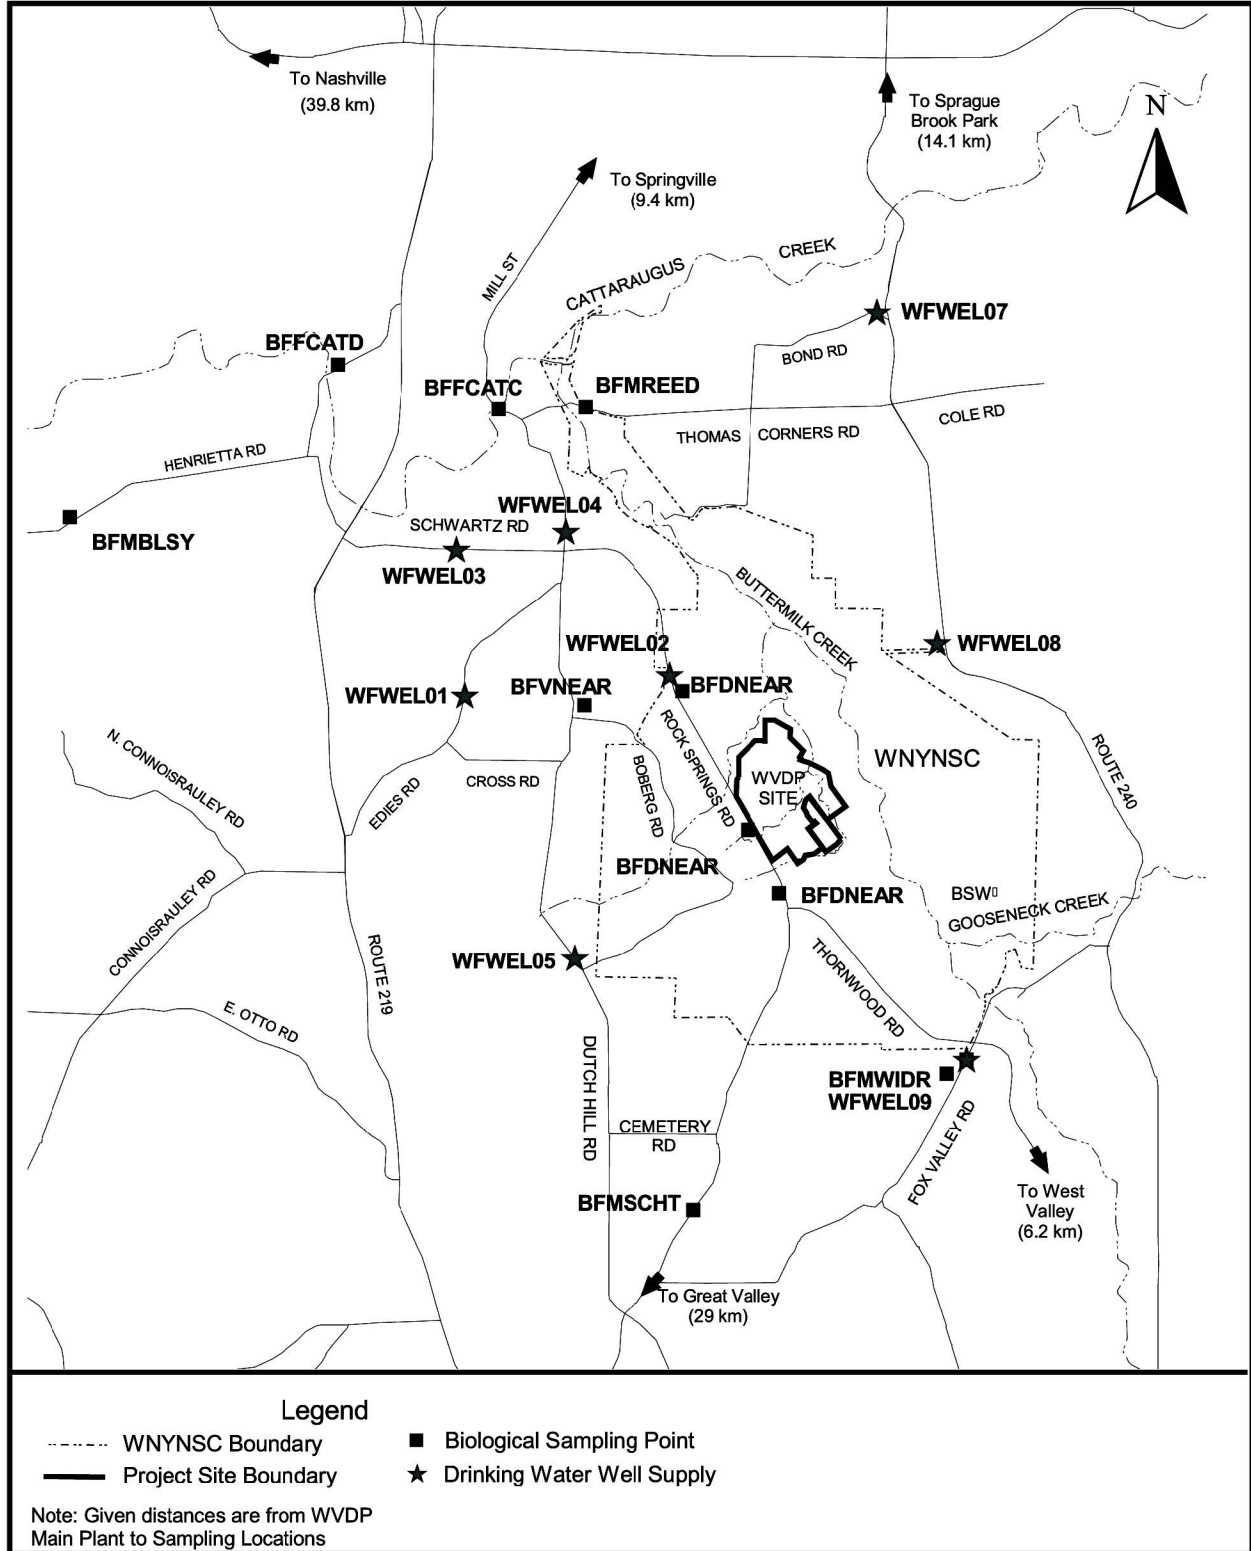 To Nashville
(39.8 km)
To Sprague
Brook Park
(14.1 km)
N
To Springville
(9.4 km)
MILL ST
CATTARAUGUS
CREEK
WFWEL07
BOND RD
BFFCATD
BFFCATC
BFMREED
COLE RD
THOMAS CORNERS RD
HENRIETTA RD
WFWEL04
SCHWARTZ RD
BFMBLSY
WFWEL03
BUTTERMILK CREEK
WFWEL02
WFWEL08
WFWEL01
BFVNEAR
BFDNEAR
ROCK SPRINGS RD
N. CONNOISRAULEY RD
WNYNSC
ROUTE 240
CROSS RD
EDIES RD
BOBERG RD
WVDP
SITE
BFDNEAR
BFDNEAR
BSW
GOOSENECK CREEK
CONNOISRAULEY RD
ROUTE 219
WFWEL05
THORNWOOD RD
E. OTTO RD
DUTCH HILL RD
BFMWIDR
WFWEL09
CEMETERY
RD
FOX VALLEY RD
BFMSCHT
To West
Valley
(6.2 km)
To Great Valley
(29 km)
Legend
WNYNSC Boundary
Biological Sampling Point
Project Site Boundary
Drinking Water Well Supply
Note: Given distances are from WVDP
Main Plant to Sampling Locations